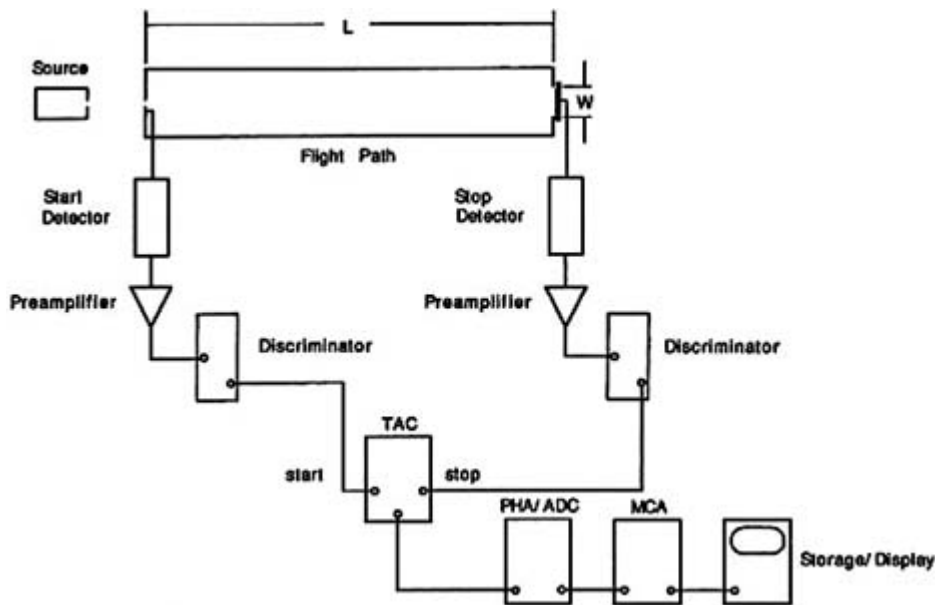 L
Source
W
Flight Path
Start
Detector
Stop
Detector
Preamplifier
Preamplifier
Discriminator
Discriminator
TAC
start
stop
PHA/ ADC
MCA
Storage/ Display